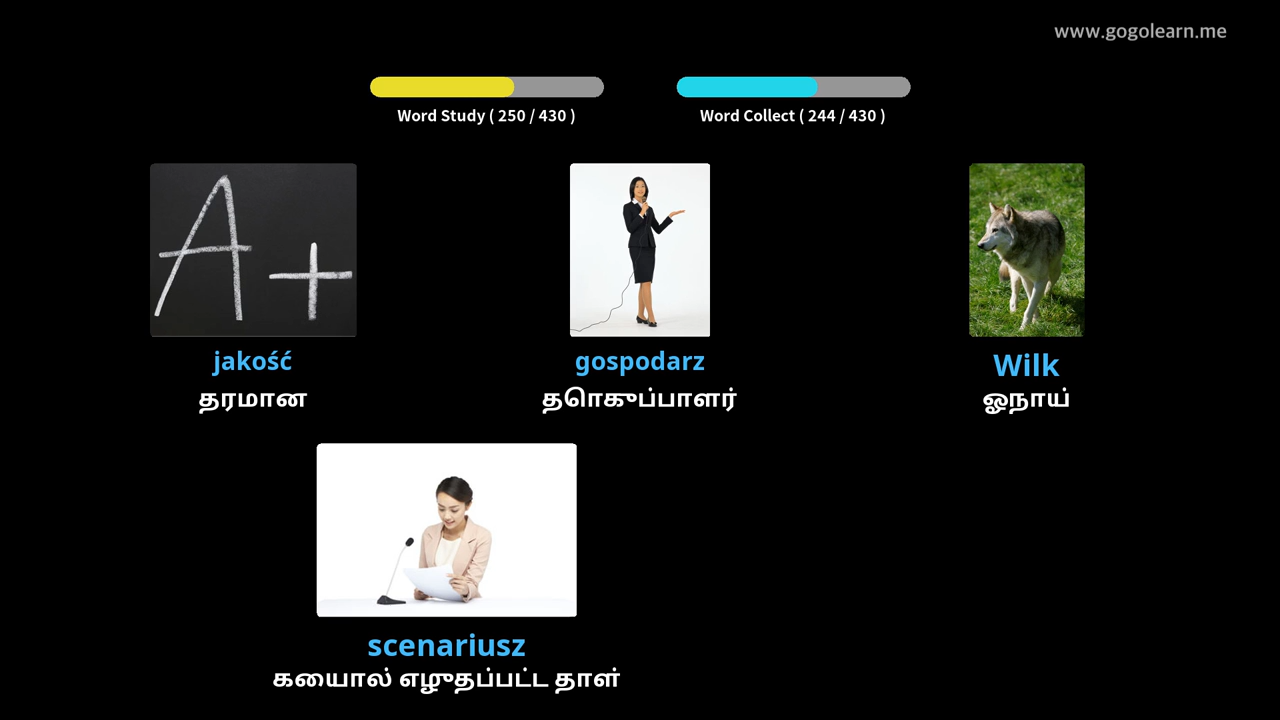 www.gogolearn.me
Word Study ( 250 / 430 )
Word Collect ( 244 / 430 )
jakość
தரமான
gospodarz
தொகுப்பாளர்
Wilk
ஓநாய்
scenariusz
கையால் எழுதப்பட்ட தாள்